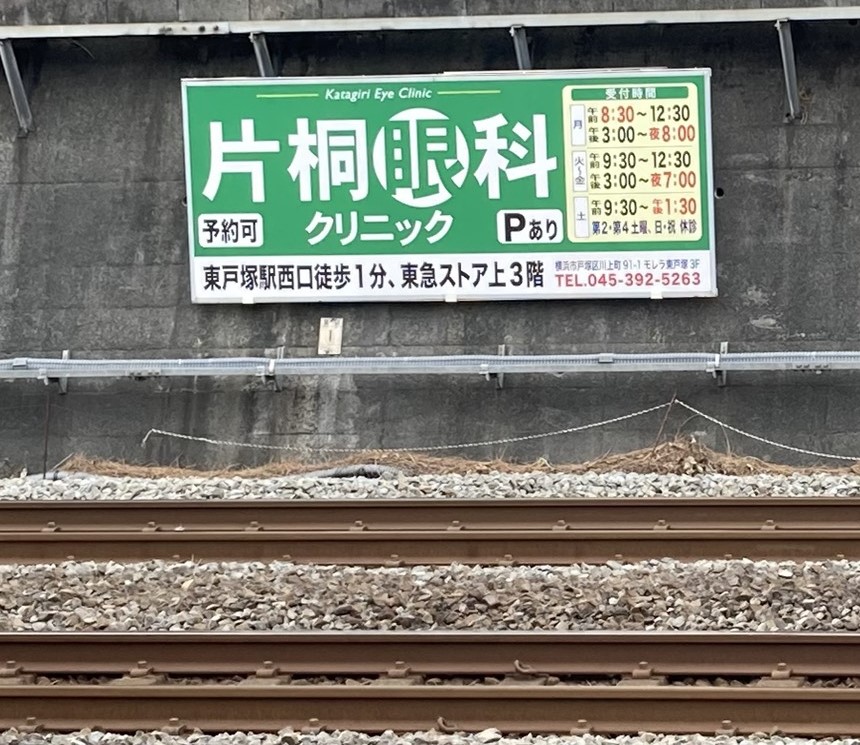 Katagiri Eye Clinic
片桐眼科
クリニック
予約可
Pあり
受付時間
月 午前 8:30〜12:30
午後 3:00〜夜8:00
火〜金 午前 9:30〜12:30
午後 3:00〜夜7:00
土 午前 9:30〜午後1:30
第2・第4土曜、日・祝 休診
東戸塚駅西口徒歩1分、東急ストア上3階
横浜市戸塚区川上町91-1 モレラ東戸塚3F
TEL.045-392-5263